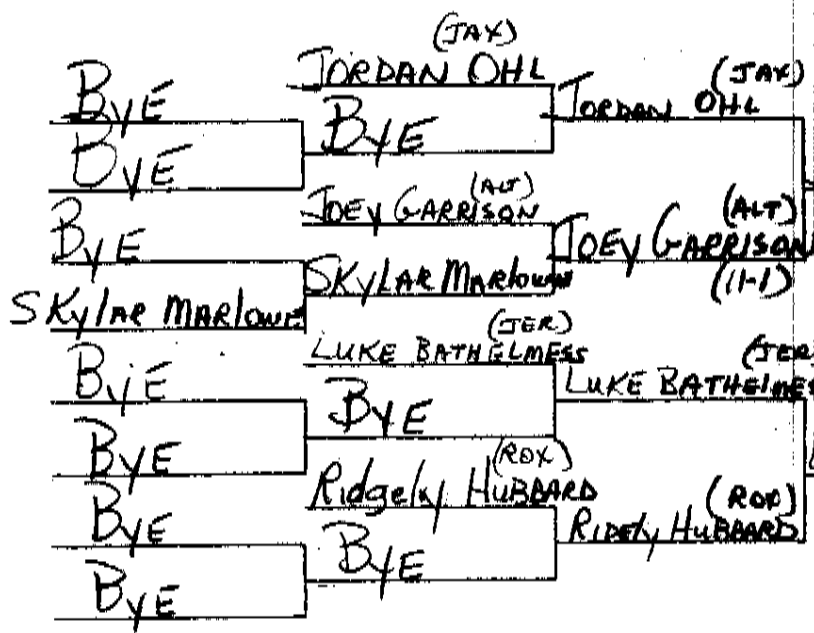 BYE
BYE
BYE
SKYLAR MARLOWE
BYE
BYE
BYE
BYE
(JAX)
JORDAN OHL
BYE
(ALT)
JOEY GARRISON
SKYLAR MARLOWE
(JER)
LUKE BATHELMESS
BYE
(ROX)
Ridgely HUBBARD
BYE
(JAX)
JORDAN OHL
(ALT)
JOEY GARRISON
(11-1)
(JER)
LUKE BATHELMESS
(ROX)
RIDELY HUBBARD